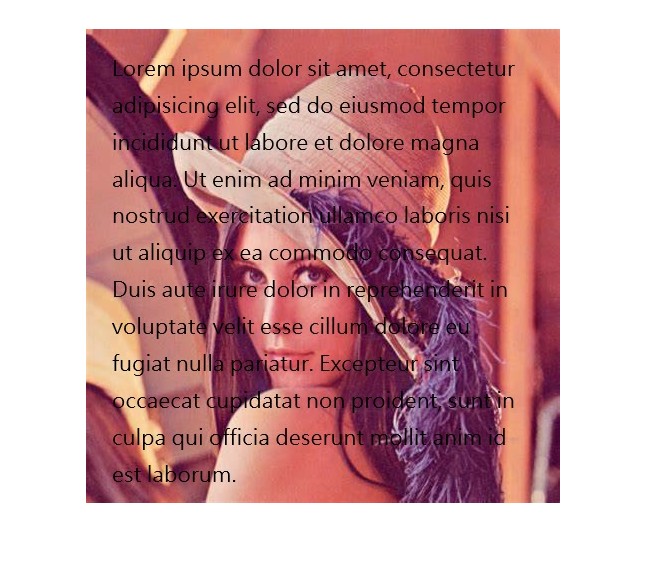 Lorem ipsum dolor sit amet, consectetur
adipisicing elit, sed do eiusmod tempor
incididunt ut labore et dolore magna
aliqua. Ut enim ad minim veniam, quis
nostrud exercitation ullamco laboris nisi
ut aliquip ex ea commodo consequat.
Duis aute irure dolor in reprehenderit in
voluptate velit esse cillum dolore eu
fugiat nulla pariatur. Excepteur sint
occaecat cupidatat non proident, sunt in
culpa qui officia deserunt mollit anim id
est laborum.